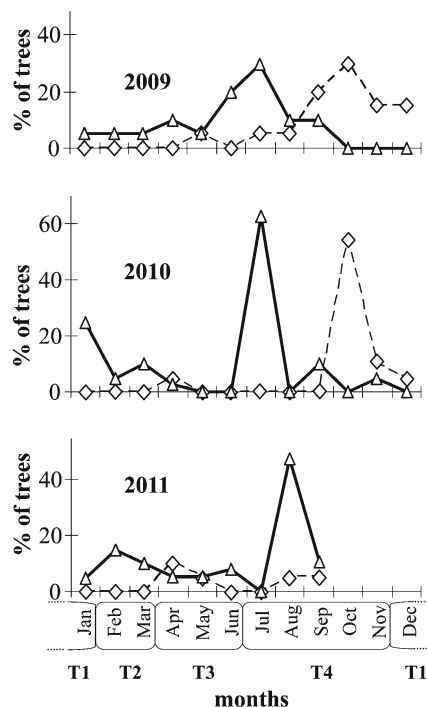 % of trees
40
20
0
2009
% of trees
60
40
20
0
2010
% of trees
40
20
0
2011
Jan Feb Mar Apr May Jun Jul Aug Sep Oct Nov Dec
T1 T2 T3 T4 T1
months